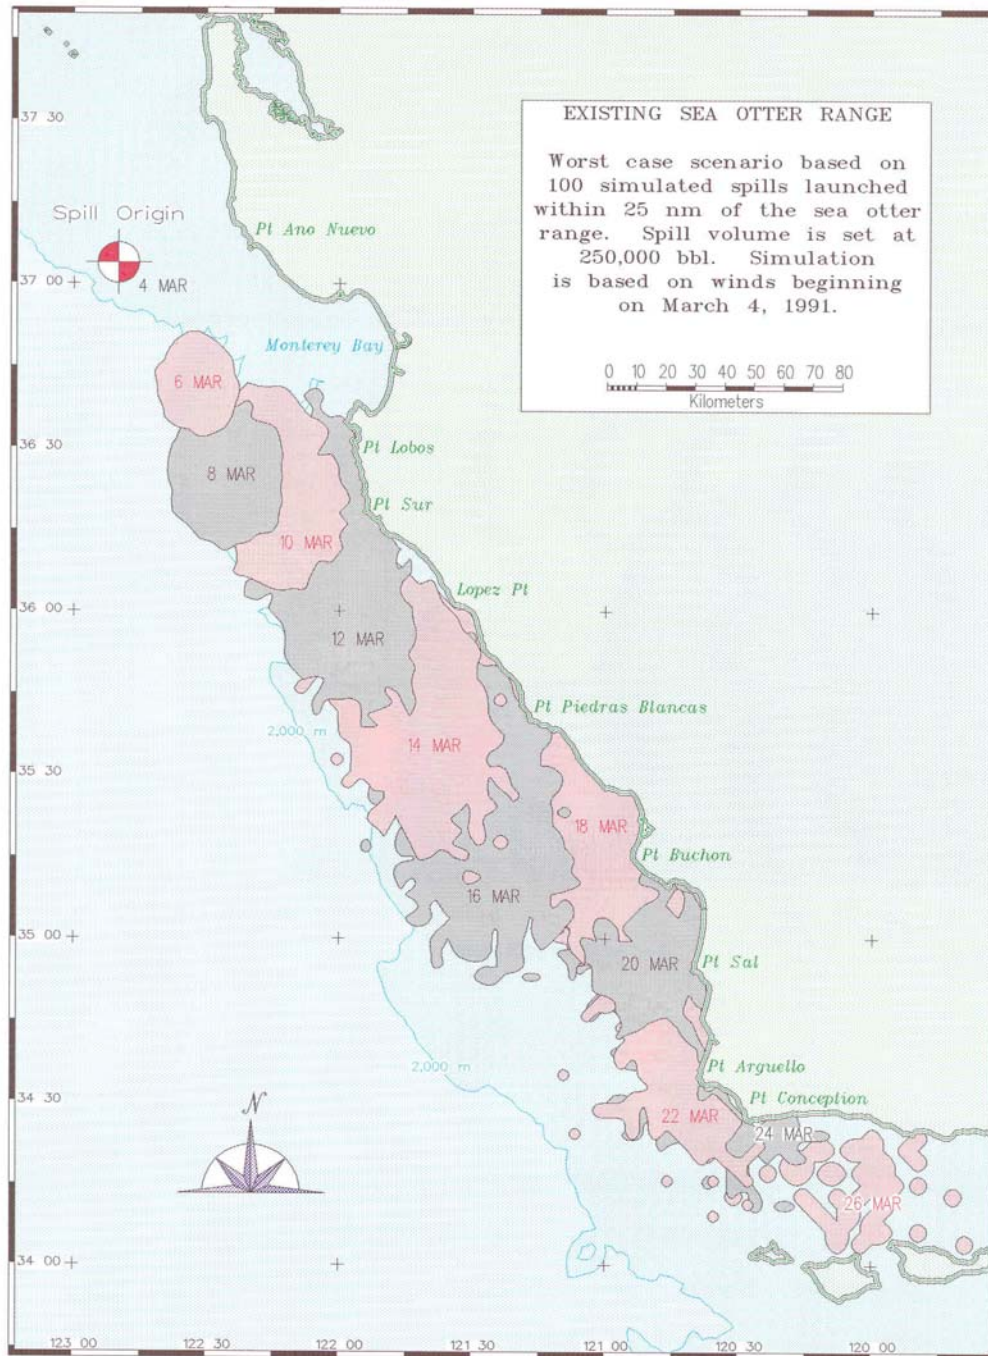 37 30
EXISTING SEA OTTER RANGE
Worst case scenario based on
100 simulated spills launched
within 25 nm of the sea otter
range. Spill volume is set at
250,000 bbl. Simulation
is based on winds beginning
on March 4, 1991.
0 10 20 30 40 50 60 70 80
Kilometers
Spill Origin
Pt Ano Nuevo
37 00
4 MAR
Monterey Bay
6 MAR
36 30
Pt Lobos
8 MAR
Pt Sur
10 MAR
Lopez Pt
36 00
12 MAR
Pt Piedras Blancas
2,000 m
14 MAR
35 30
18 MAR
Pt Buchon
16 MAR
35 00
20 MAR
Pt Sal
2,000 m
Pt Arguello
34 30
Pt Conception
N
22 MAR
24 MAR
26 MAR
34 00
123 00
122 30
122 00
121 30
121 00
120 30
120 00